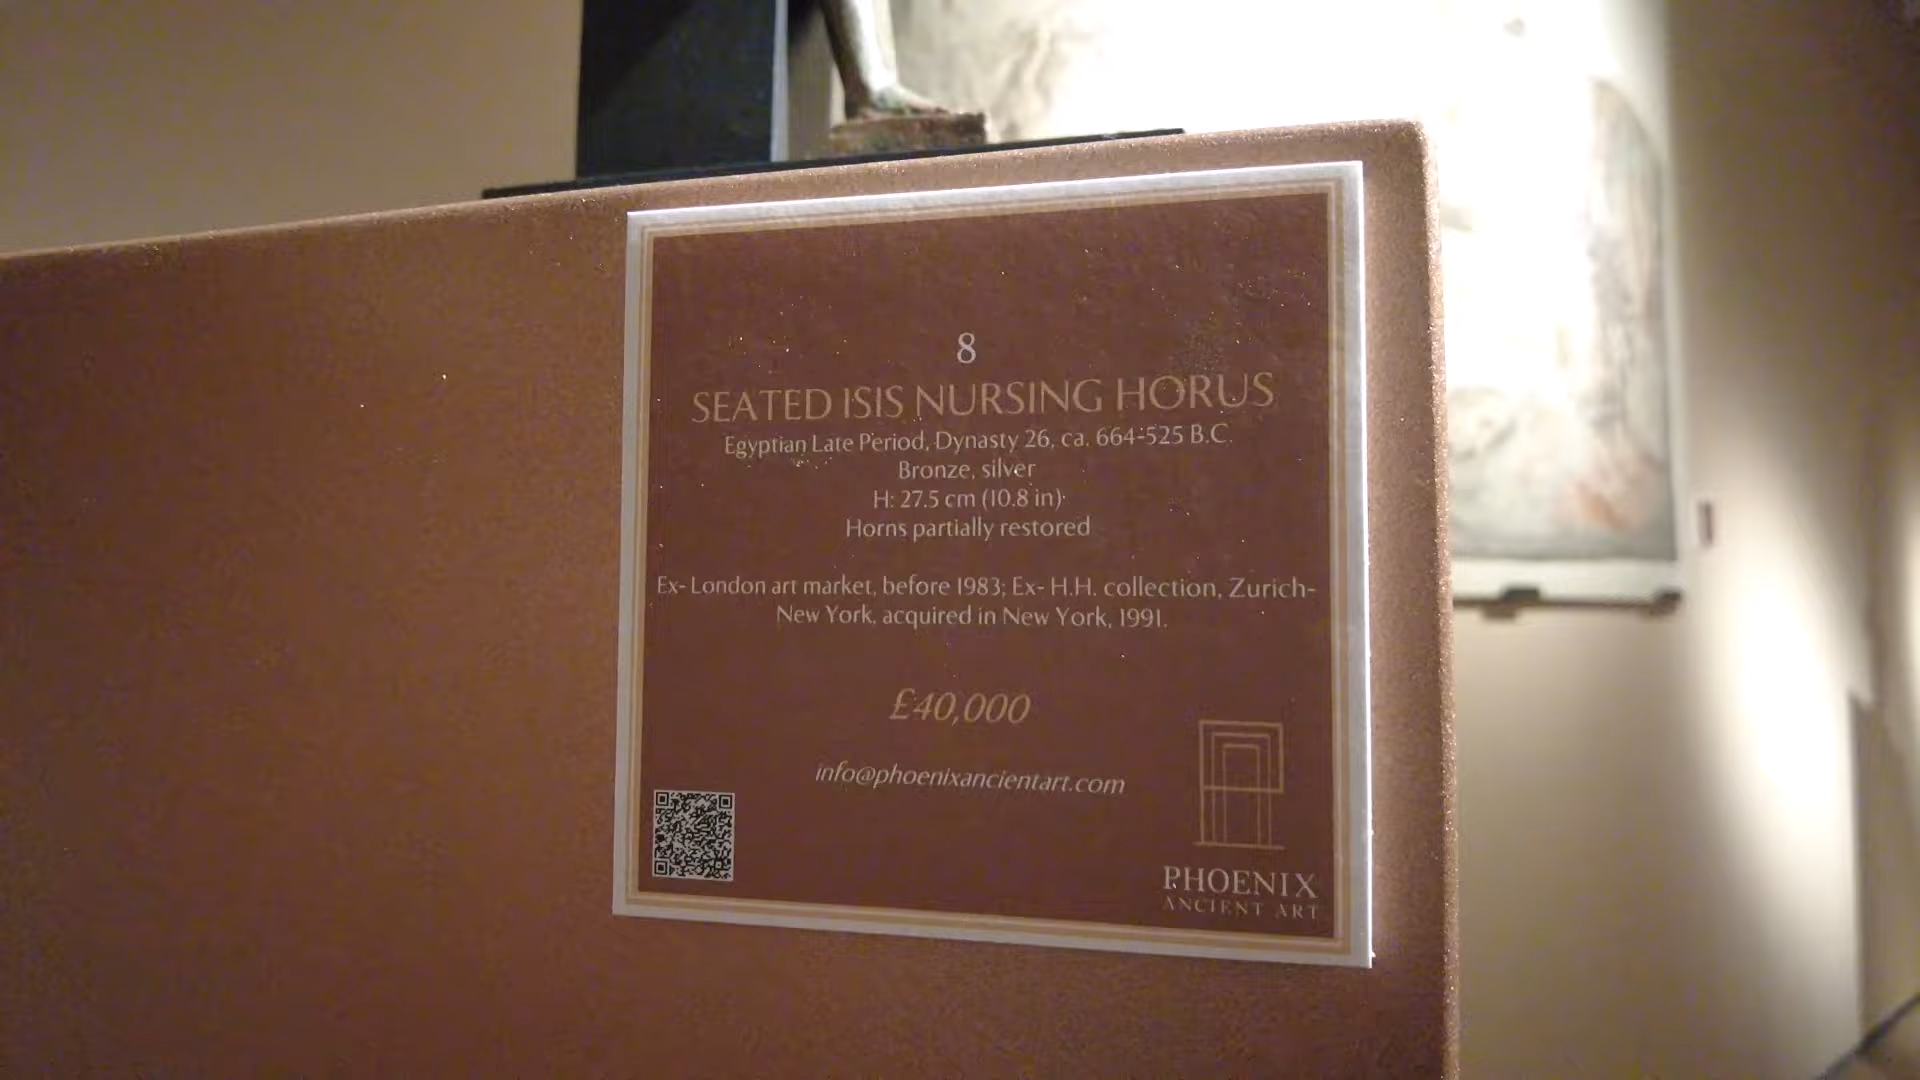 8
SEATED ISIS NURSING HORUS
Egyptian Late Period, Dynasty 26, ca. 664-525 B.C.
Bronze, silver
H: 27.5 cm (10.8 in)
Horns partially restored
Ex- London art market, before 1983; Ex- H.H. collection, Zurich-
New York, acquired in New York, 1991.
£40,000
info@phoenixancientart.com
PHOENIX
ANCIENT ART